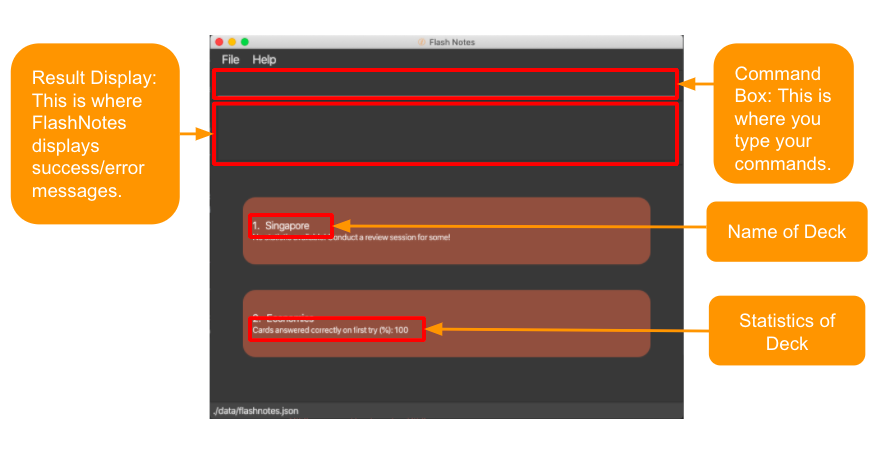 Flash Notes
File Help
Result Display:
This is where
FlashNotes
displays
success/error
messages.
Command
Box: This is
where you
type your
commands.
1. Singapore
conduct a review session for some!
Name of Deck
2. Economics
Cards answered correctly on first try (%): 100
Statistics of
Deck
./data/flashnotes.json